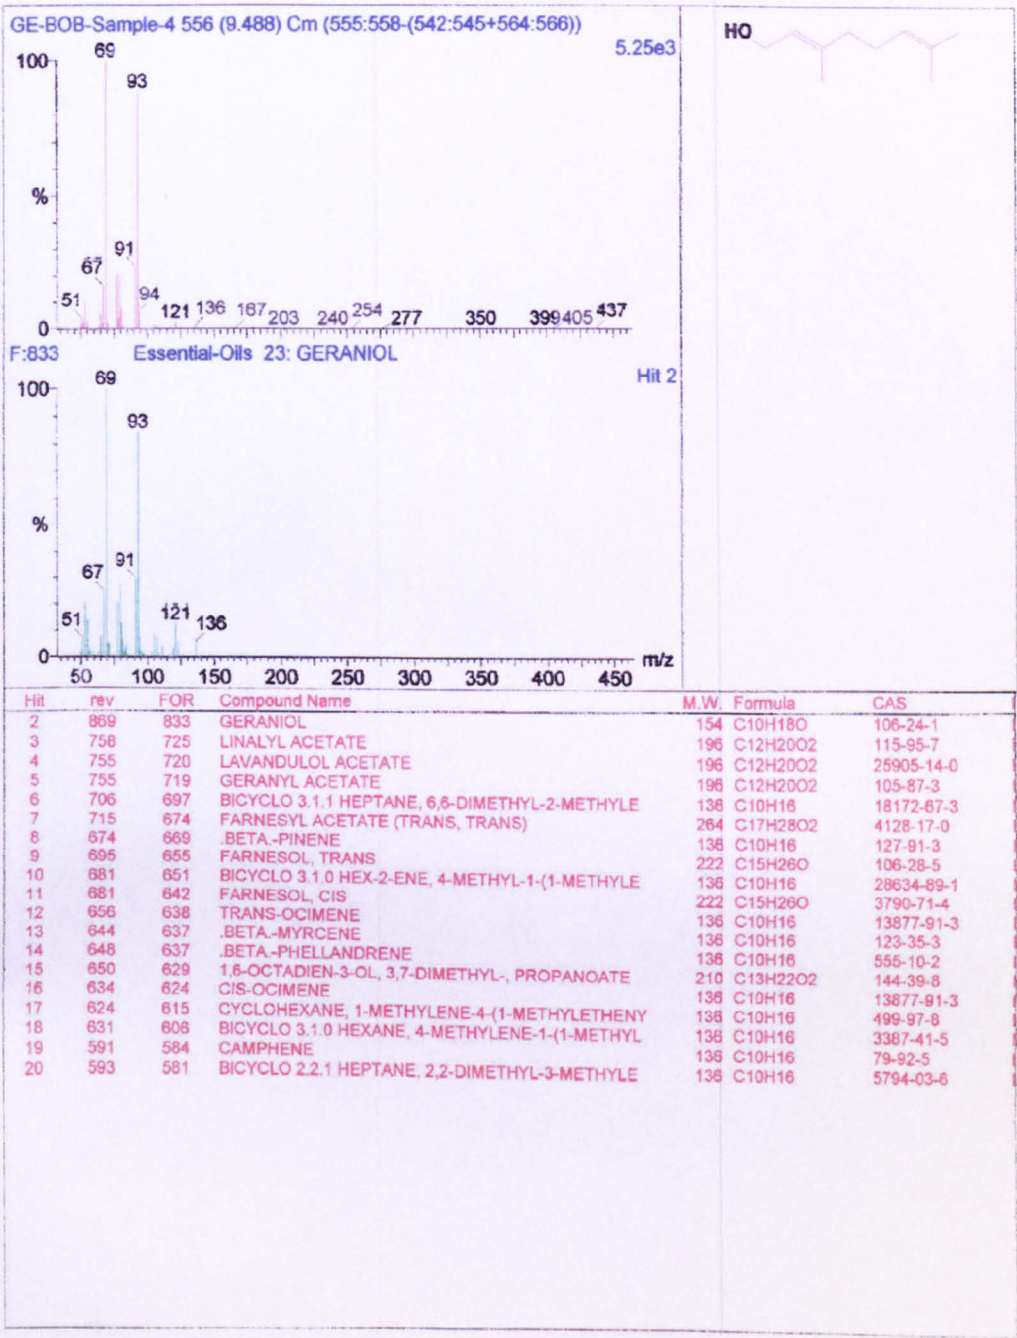 GE-BOB-Sample-4 556 (9.488) Cm (555:558-(542:545+564:566))
5.25e3
HO
100
%
0
69
93
67
91
51
94
121
136
167
203
240
254
277
350
399
405
437
F:833 Essential-Oils 23: GERANIOL
Hit 2
100
%
0
69
93
67
91
51
121
136
m/z
50 100 150 200 250 300 350 400 450
Hit rev FOR Compound Name M.W. Formula CAS
2 869 833 GERANIOL 154 C10H18O 106-24-1
3 758 725 LINALYL ACETATE 196 C12H20O2 115-95-7
4 755 720 LAVANDULOL ACETATE 196 C12H20O2 25905-14-0
5 755 719 GERANYL ACETATE 196 C12H20O2 105-87-3
6 706 697 BICYCLO 3.1.1 HEPTANE, 6,6-DIMETHYL-2-METHYLE 136 C10H16 18172-67-3
7 715 674 FARNESYL ACETATE (TRANS, TRANS) 264 C17H28O2 4128-17-0
8 674 669 .BETA.-PINENE 136 C10H16 127-91-3
9 695 655 FARNESOL, TRANS 222 C15H26O 106-28-5
10 681 651 BICYCLO 3.1.0 HEX-2-ENE, 4-METHYL-1-(1-METHYLE 136 C10H16 28634-89-1
11 681 642 FARNESOL, CIS 222 C15H26O 3790-71-4
12 656 638 TRANS-OCIMENE 136 C10H16 13877-91-3
13 644 637 .BETA.-MYRCENE 136 C10H16 123-35-3
14 648 637 .BETA.-PHELLANDRENE 136 C10H16 555-10-2
15 650 629 1,6-OCTADIEN-3-OL, 3,7-DIMETHYL-, PROPANOATE 210 C13H22O2 144-39-8
16 634 624 CIS-OCIMENE 136 C10H16 13877-91-3
17 624 615 CYCLOHEXANE, 1-METHYLENE-4-(1-METHYLETHENY 136 C10H16 499-97-8
18 631 606 BICYCLO 3.1.0 HEXANE, 4-METHYLENE-1-(1-METHYL 136 C10H16 3387-41-5
19 591 584 CAMPHENE 136 C10H16 79-92-5
20 593 581 BICYCLO 2.2.1 HEPTANE, 2,2-DIMETHYL-3-METHYLE 136 C10H16 5794-03-6